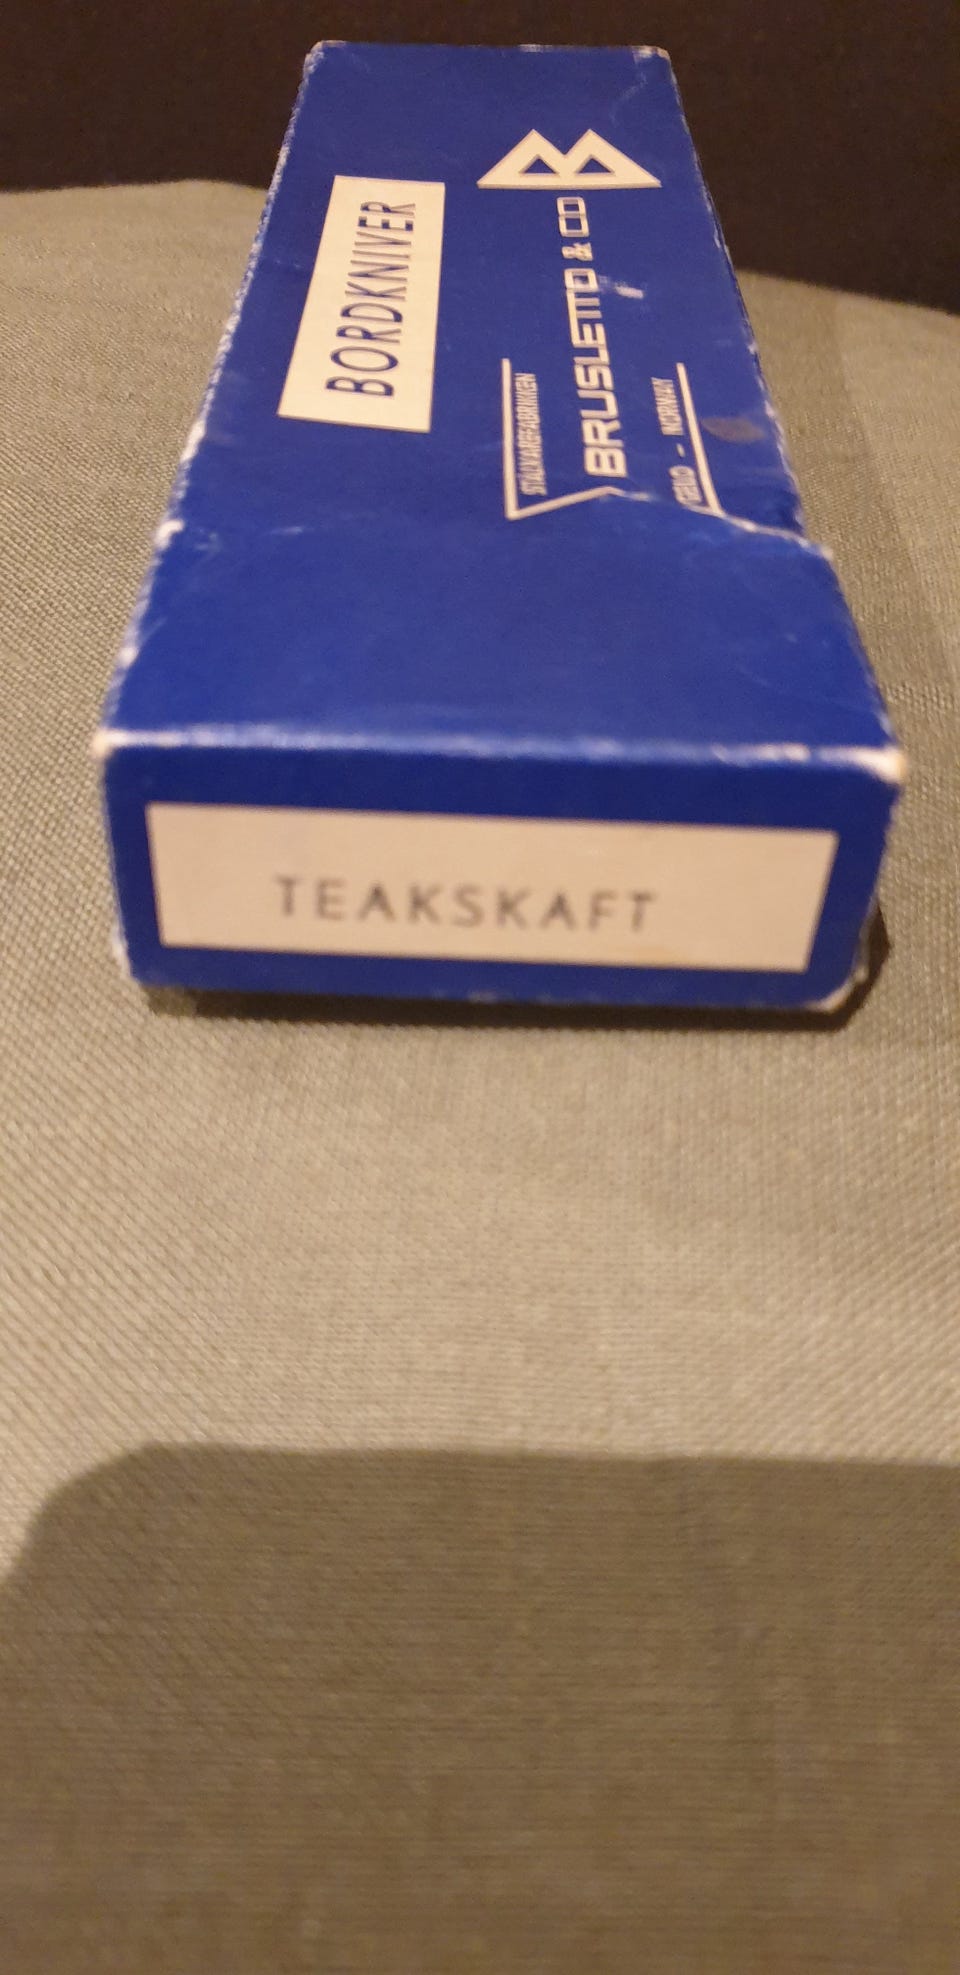 BORDKNIVER
B
STÅLVAREFABRIKKEN
BRUSLETTO & CO
GEILO - NORWAY
TEAKSKAFT